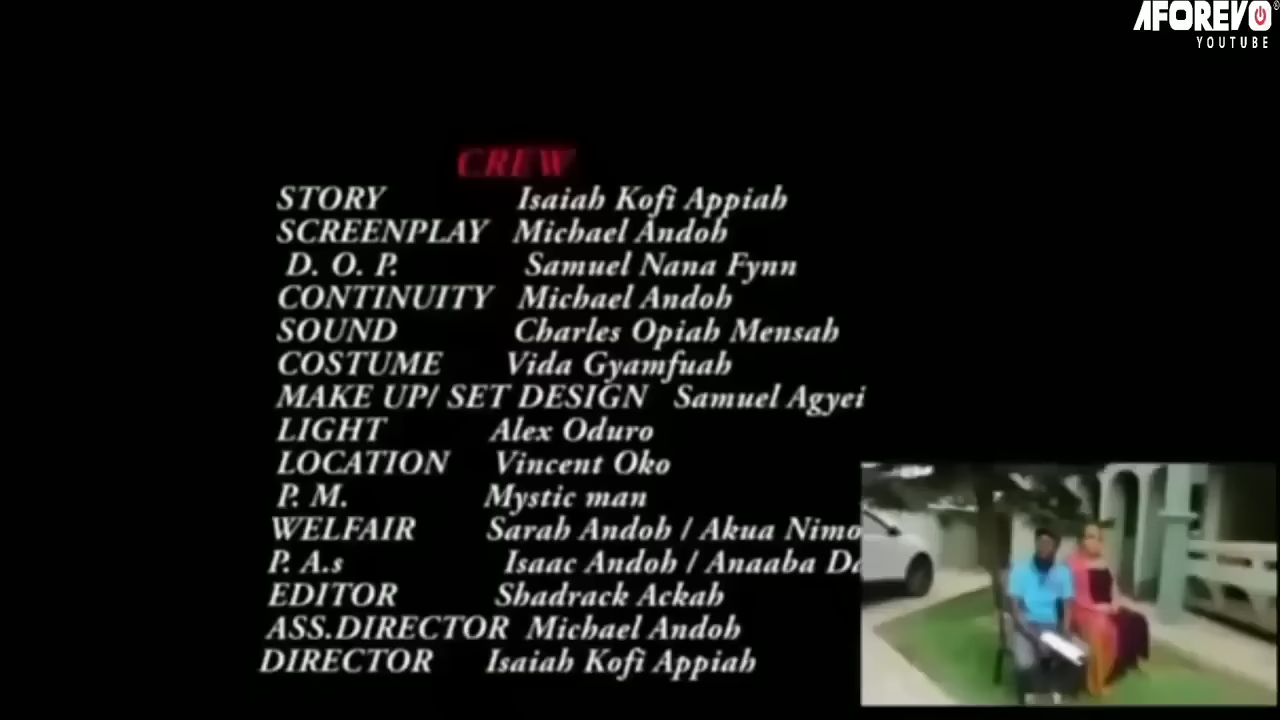 AFOREVO
YOUTUBE
CREW
STORY Isaiah Kofi Appiah
SCREENPLAY Michael Andoh
D. O. P. Samuel Nana Fynn
CONTINUITY Michael Andoh
SOUND Charles Opiah Mensah
COSTUME Vida Gyamfuah
MAKE UP/ SET DESIGN Samuel Agyei
LIGHT Alex Oduro
LOCATION Vincent Oko
P. M. Mystic man
WELFAIR Sarah Andoh / Akua Nimo
P. A.s Isaac Andoh / Anaaba
EDITOR Shadrack Ackah
ASS.DIRECTOR Michael Andoh
DIRECTOR Isaiah Kofi Appiah